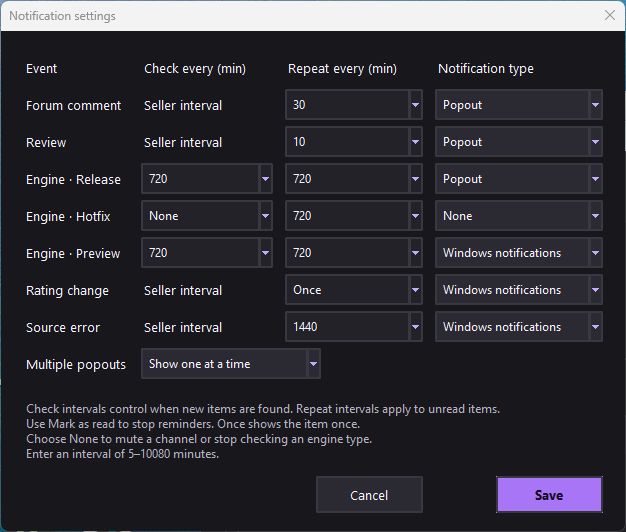 Notification settings
Event Check every (min) Repeat every (min) Notification type
Forum comment Seller interval 30 Popout
Review Seller interval 10 Popout
Engine · Release 720 720 Popout
Engine · Hotfix None 720 None
Engine · Preview 720 720 Windows notifications
Rating change Seller interval Once Windows notifications
Source error Seller interval 1440 Windows notifications
Multiple popouts Show one at a time
Check intervals control when new items are found. Repeat intervals apply to unread items.
Use Mark as read to stop reminders. Once shows the item once.
Choose None to mute a channel or stop checking an engine type.
Enter an interval of 5–10080 minutes.
Cancel Save